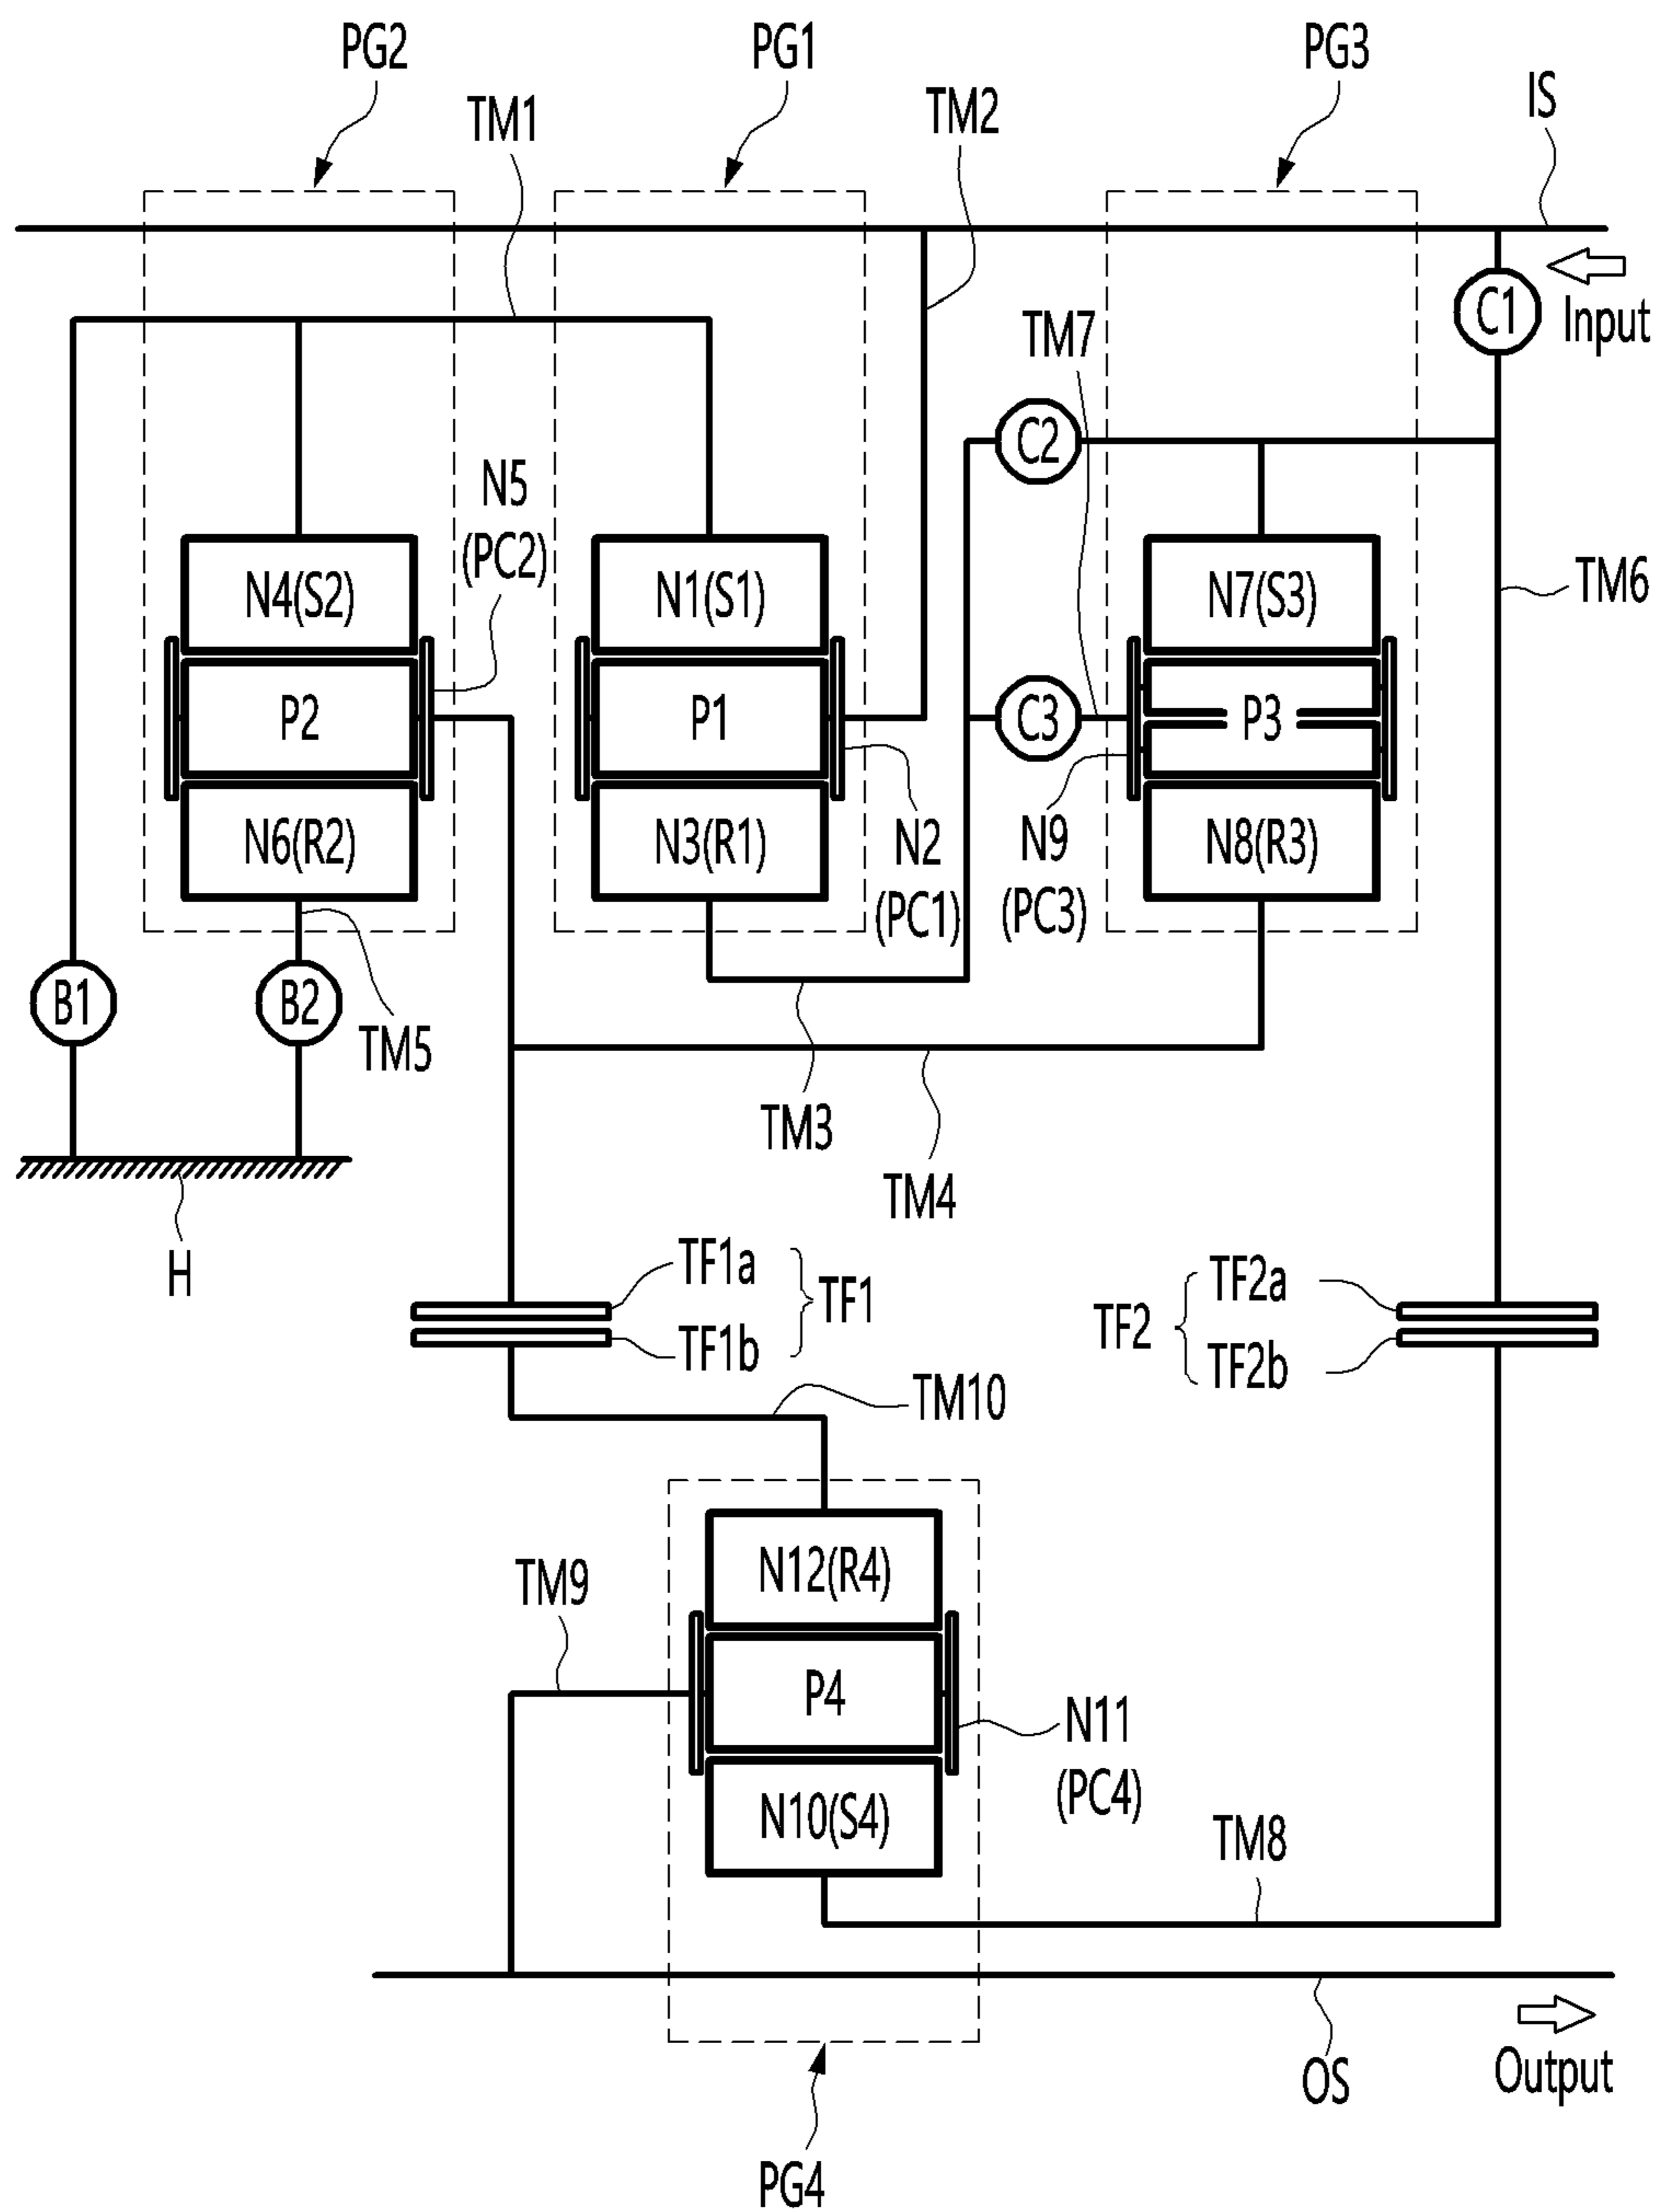 PG2
PG1
PG3
TM1
TM2
IS
C1
Input
TM7
C2
N5
(PC2)
N4(S2)
N1(S1)
N7(S3)
TM6
P2
P1
C3
P3
N6(R2)
N3(R1)
N2
(PC1)
N9
(PC3)
N8(R3)
B1
B2
TM5
TM3
TM4
H
TF1a
TF1b
TF1
TF2
TF2a
TF2b
TM10
TM9
N12(R4)
P4
N11
(PC4)
N10(S4)
TM8
OS
Output
PG4